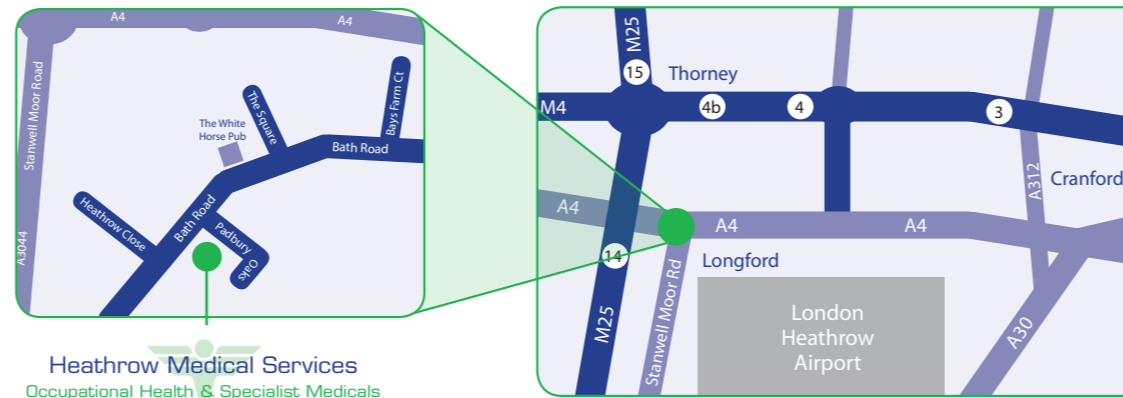 A4
A4
Stanwell Moor Road
A3044
The White
Horse Pub
The Square
Bays Farm Ct
Bath Road
Bath Road
Heathrow Close
Padbury
Oaks
Heathrow Medical Services
Occupational Health & Specialist Medicals
M25
15
Thorney
M4
4b
4
3
A312
Cranford
A4
A4
A4
14
Longford
M25
Stanwell Moor Rd
London
Heathrow
Airport
A30